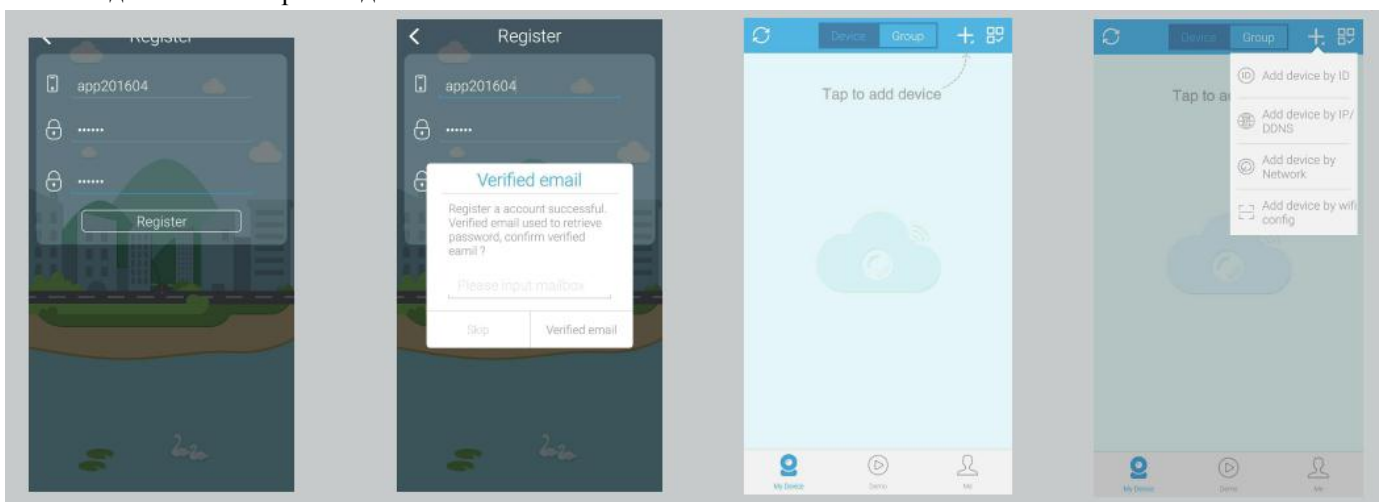 Register
app201604
••••••
••••••
Register
Register
app201604
••••••
Verified email
Register a account successful.
Verified email used to retrieve
password, confirm verified
eamil ?
Please input mailbox
Skip
Verified email
Device
Group
Tap to add device
My Device
Demo
Me
Device
Group
Tap to a
ID
Add device by ID
Add device by IP/
DDNS
Add device by
Network
Add device by wifi
config
My Device
Demo
Me